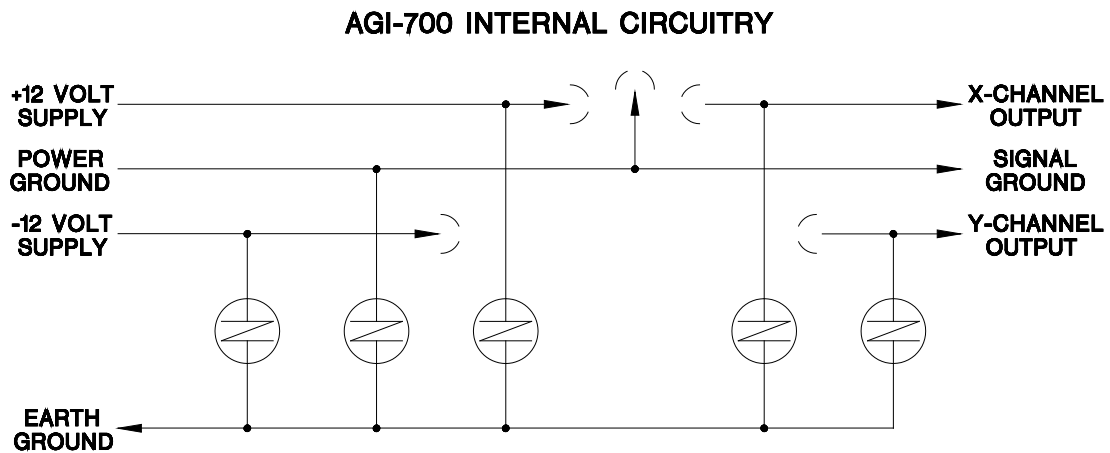 AGI-700 INTERNAL CIRCUITRY
+12 VOLT
SUPPLY
X-CHANNEL
OUTPUT
POWER
GROUND
SIGNAL
GROUND
-12 VOLT
SUPPLY
Y-CHANNEL
OUTPUT
EARTH
GROUND